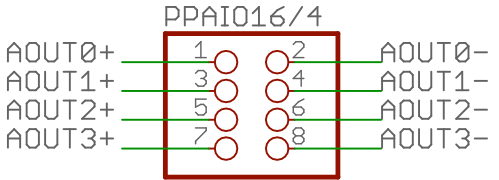 PPAIO16/4
AOUT0+ 1 2 AOUT0-
AOUT1+ 3 4 AOUT1-
AOUT2+ 5 6 AOUT2-
AOUT3+ 7 8 AOUT3-